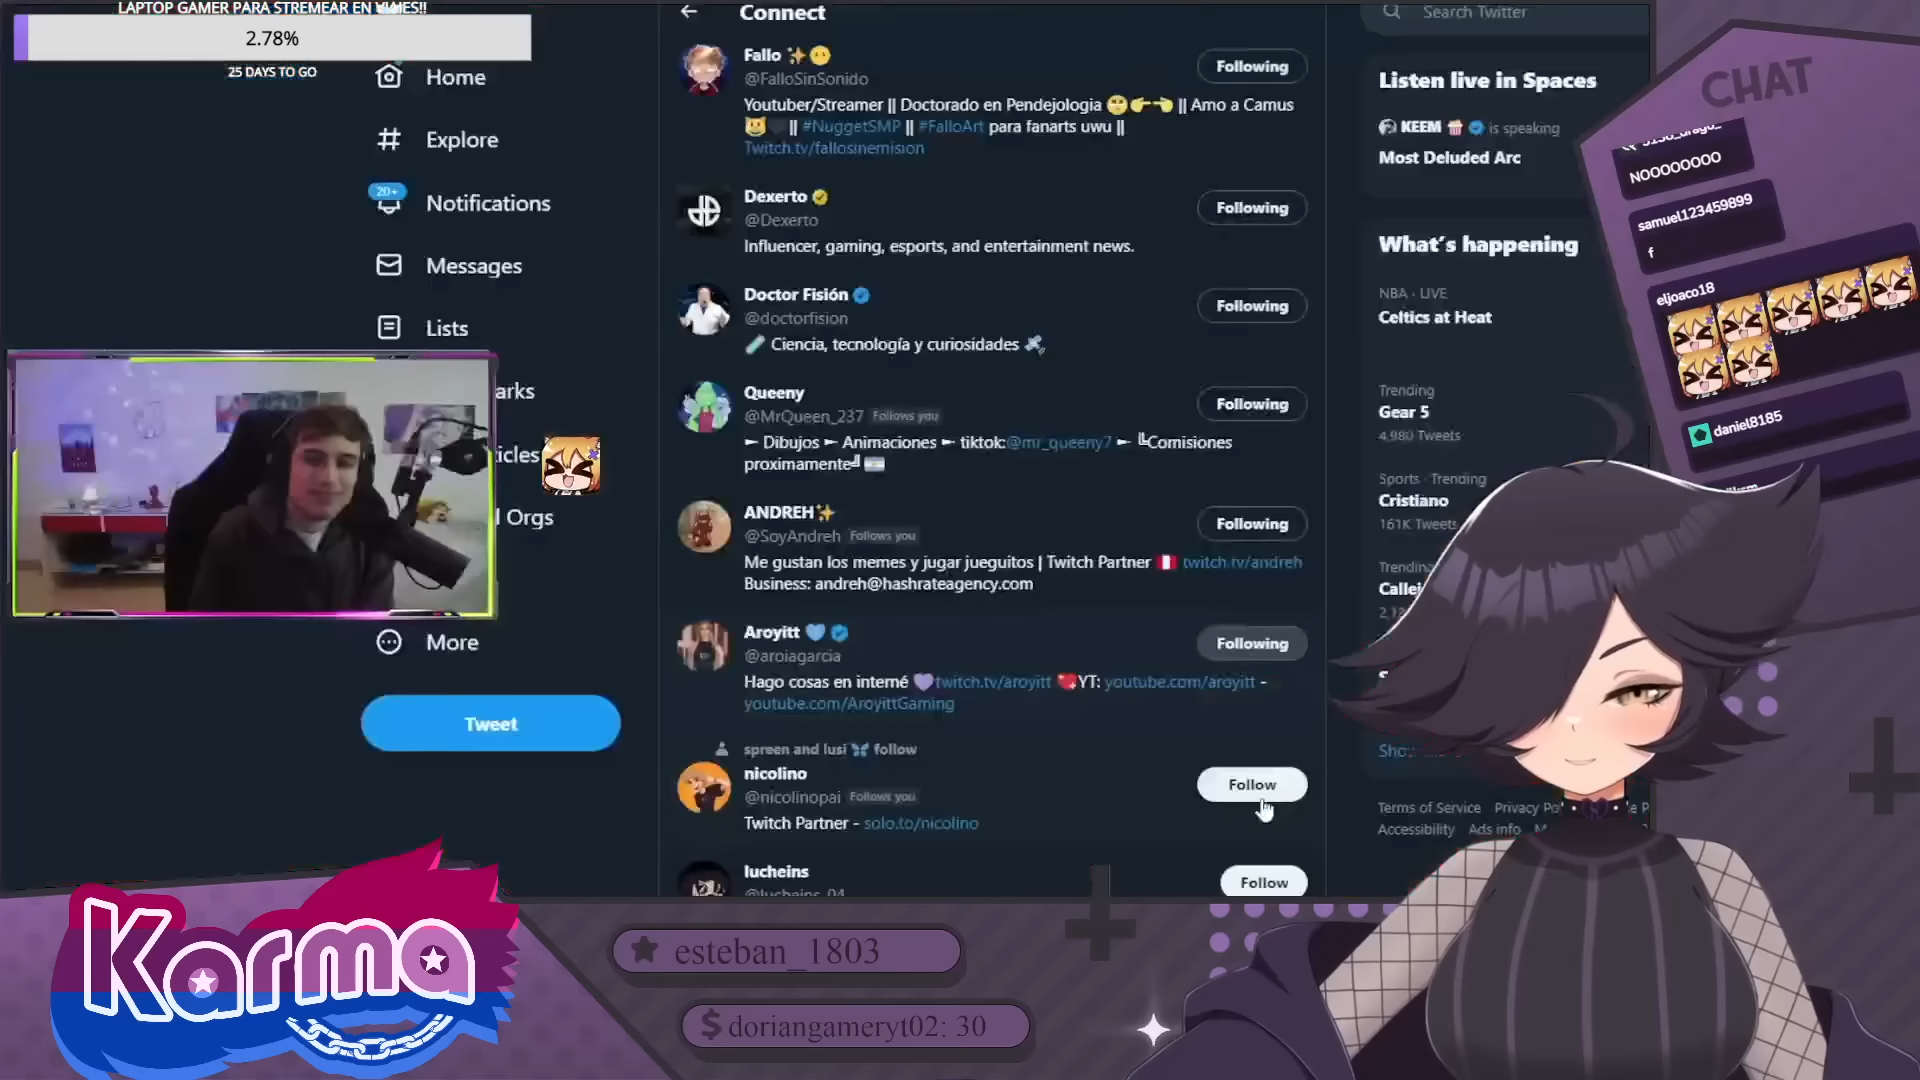 LAPTOP GAMER PARA STREMEAR EN VIAJES!!
2.78%
25 DAYS TO GO
Home
Explore
20+
Notifications
Messages
Lists
arks
icles
Orgs
More
Tweet
Connect
Fallo
@FalloSinSonido
Following
Youtuber/Streamer || Doctorado en Pendejologia || Amo a Camus
|| #NuggetSMP || #FalloArt para fanarts uwu ||
Twitch.tv/fallosinemision
Dexerto
@Dexerto
Following
Influencer, gaming, esports, and entertainment news.
Doctor Fisión
@doctorfision
Following
Ciencia, tecnología y curiosidades
Queeny
@MrQueen_237 Follows you
Following
► Dibujos ► Animaciones ► tiktok:@mr_queeny7 ► ╚Comisiones
proximamente╝
ANDREH
@SoyAndreh Follows you
Following
Me gustan los memes y jugar jueguitos | Twitch Partner twitch.tv/andreh
Business: andreh@hashrateagency.com
Aroyitt
@aroiagarcia
Following
Hago cosas en interné twitch.tv/aroyitt YT: youtube.com/aroyitt -
youtube.com/AroyittGaming
spreen and lusi follow
nicolino
@nicolinopai Follows you
Follow
Twitch Partner - solo.to/nicolino
lucheins
@lucheins_04
Follow
Search Twitter
Listen live in Spaces
KEEM is speaking
Most Deluded Arc
What's happening
NBA · LIVE
Celtics at Heat
Trending
Gear 5
4,980 Tweets
Sports · Trending
Cristiano
161K Tweets
Trending
Terms of Service Privacy
Accessibility Ads info
CHAT
NOOOOOOO
samuel123459899
f
eljoaco18
daniel8185
Karma
esteban_1803
$ doriangameryt02: 30